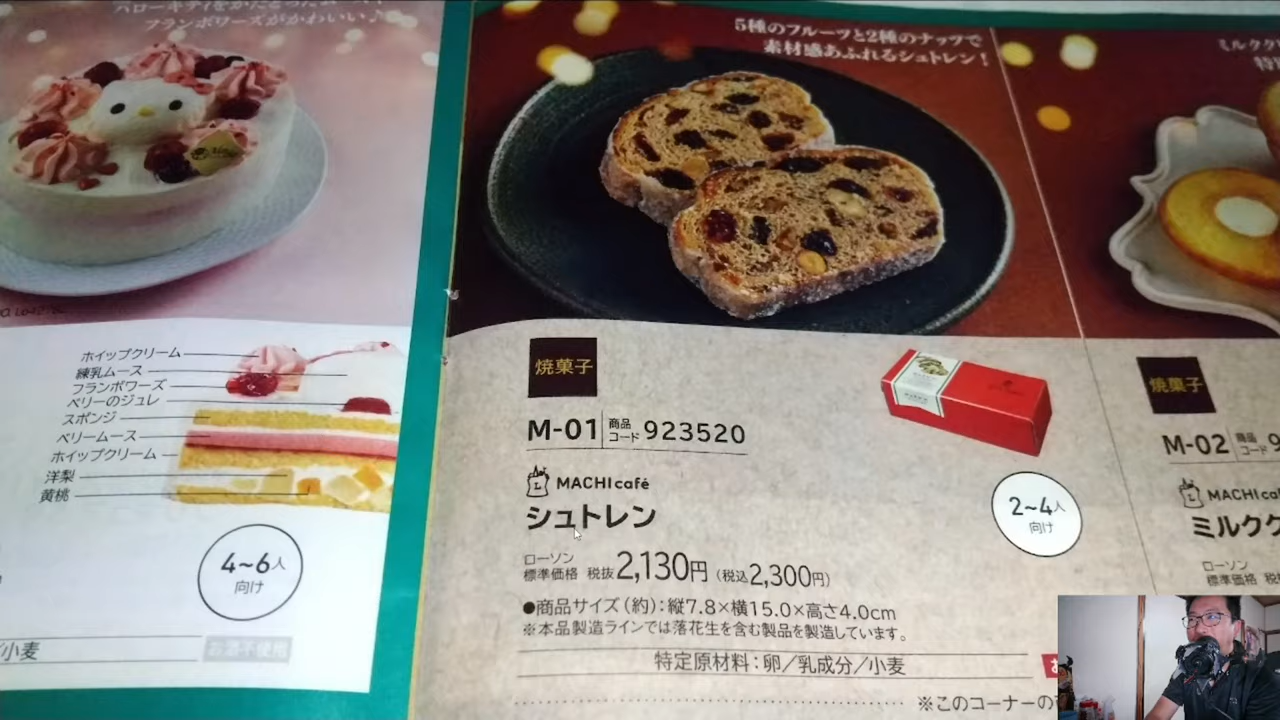 フランボワーズがかわいい♪
ホイップクリーム
練乳ムース
フランボワーズ
ベリーのジュレ
スポンジ
ベリームース
ホイップクリーム
洋梨
黄桃
4~6人
向け
/小麦
お酒不使用
5種のフルーツと2種のナッツで
素材感あふれるシュトレン!
焼菓子
M-01 商品コード 923520
MACHI café
シュトレン
2~4人
向け
ローソン標準価格 税抜2,130円(税込2,300円)
●商品サイズ(約):縦7.8×横15.0×高さ4.0cm
※本品製造ラインでは落花生を含む製品を製造しています。
特定原材料:卵/乳成分/小麦
※このコーナーの
焼菓子
M-02 商品コード 9
MACHI
ミルク
ローソン標準価格